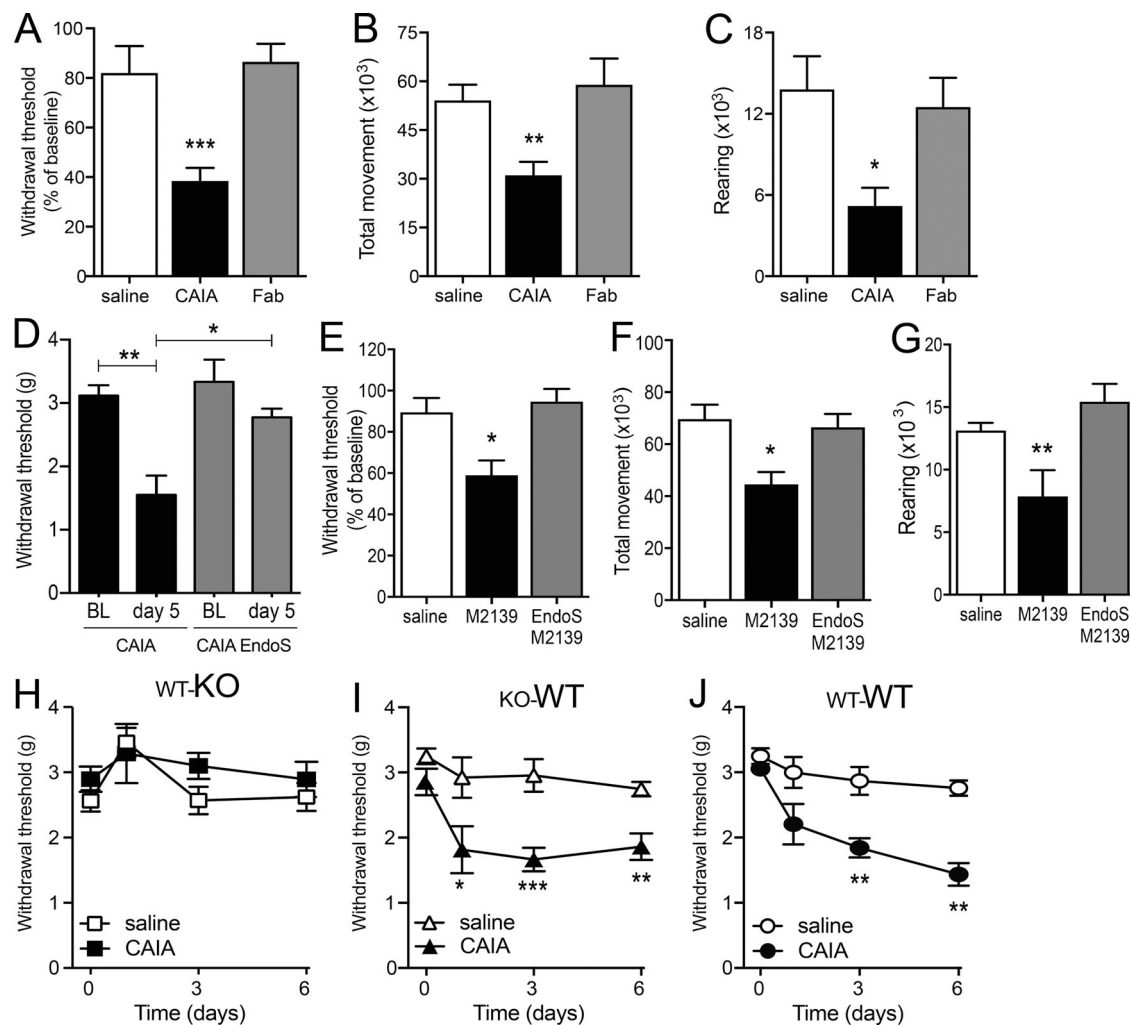 A
Withdrawal threshold
(% of baseline)
100
80
60
40
20
0
***
saline CAIA Fab
B
Total movement (x10³)
75
60
45
30
15
0
**
saline CAIA Fab
C
Rearing (x10³)
18
12
6
0
*
saline CAIA Fab
D
Withdrawal threshold (g)
4
3
2
1
0
**
*
BL day 5 BL day 5
CAIA CAIA EndoS
E
Withdrawal threshold
(% of baseline)
120
100
80
60
40
20
0
*
saline M2139 EndoS
M2139
F
Total movement (x10³)
100
80
60
40
20
0
*
saline M2139 EndoS
M2139
G
Rearing (x10³)
20
15
10
5
0
**
saline M2139 EndoS
M2139
H
WT-KO
Withdrawal threshold (g)
4
3
2
1
0
saline
CAIA
0 3 6
Time (days)
I
KO-WT
Withdrawal threshold (g)
4
3
2
1
0
* *** **
saline
CAIA
0 3 6
Time (days)
J
WT-WT
Withdrawal threshold (g)
4
3
2
1
0
**
**
saline
CAIA
0 3 6
Time (days)